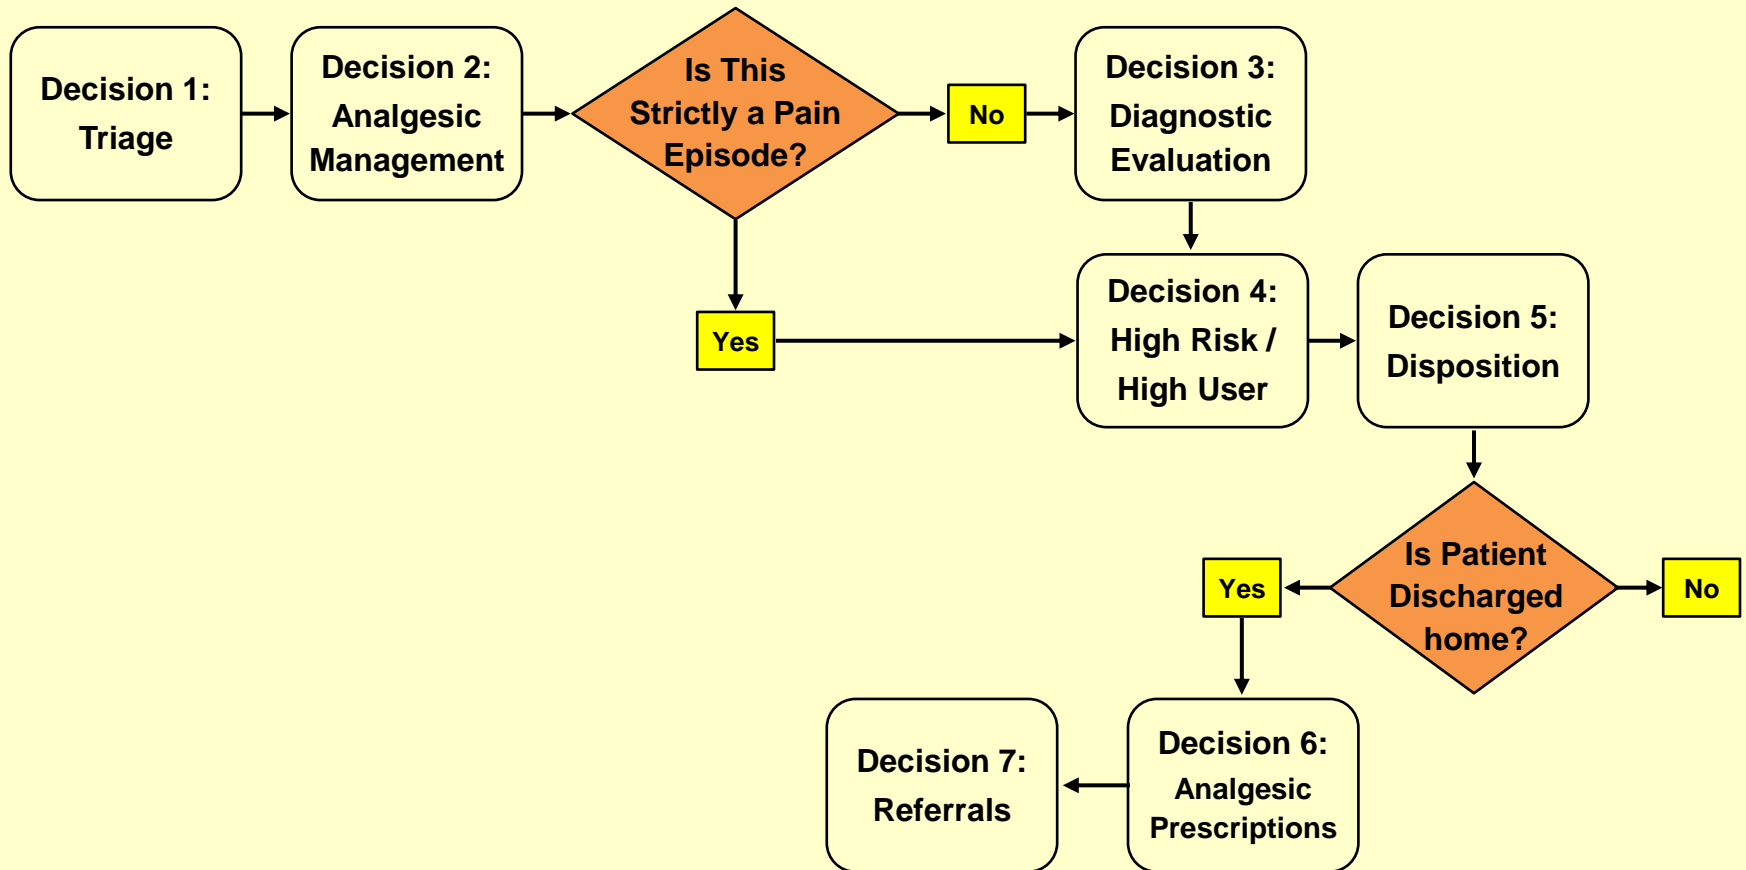 Decision 1:
Triage
Decision 2:
Analgesic
Management
Is This
Strictly a Pain
Episode?
No
Decision 3:
Diagnostic
Evaluation
Yes
Decision 4:
High Risk /
High User
Decision 5:
Disposition
Is Patient
Discharged
home?
Yes
No
Decision 6:
Analgesic
Prescriptions
Decision 7:
Referrals